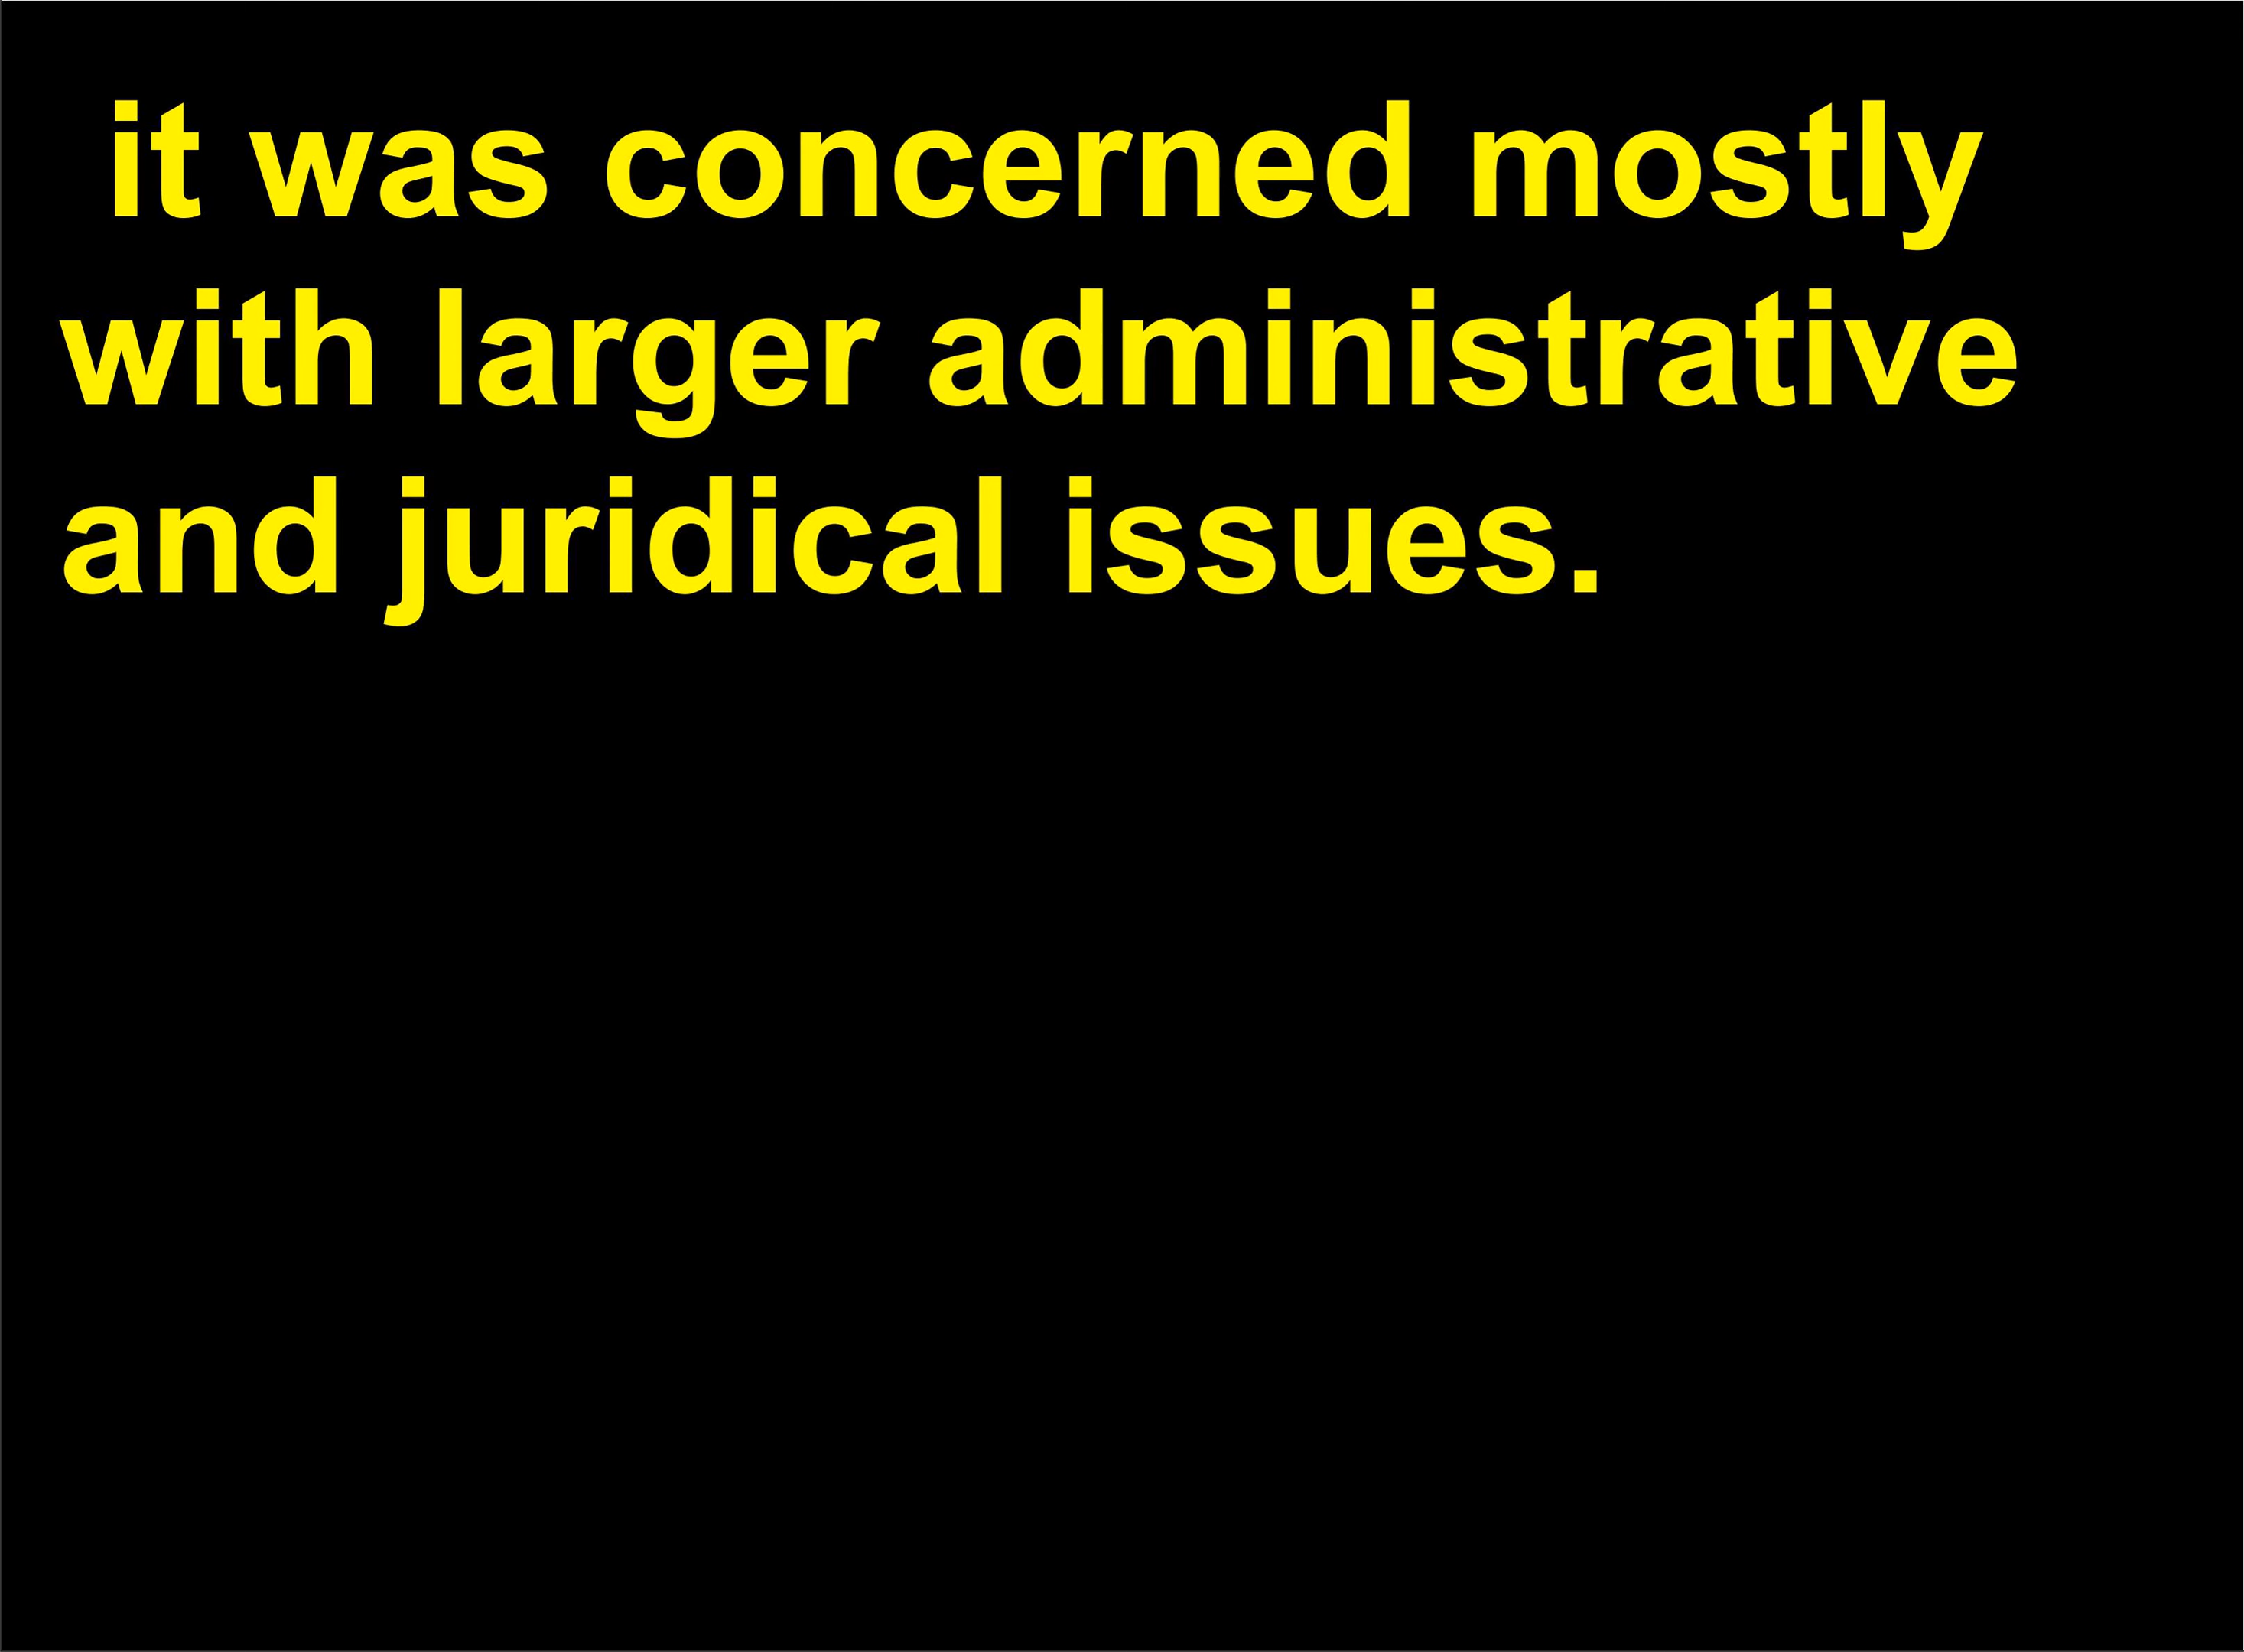 it was concerned mostly
with larger administrative
and juridical issues.